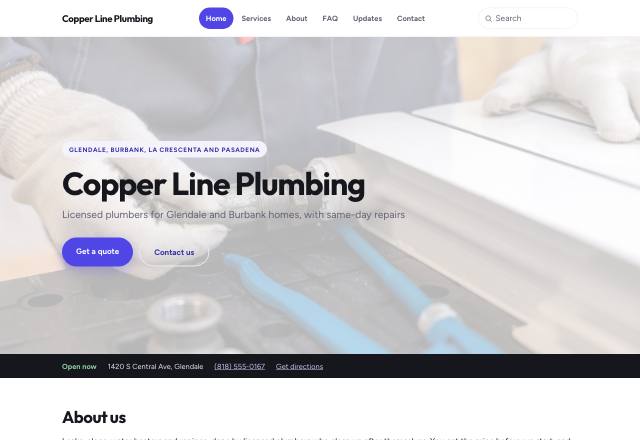 Copper Line Plumbing
Home Services About FAQ Updates Contact
Search
GLENDALE, BURBANK, LA CRESCENTA AND PASADENA
Copper Line Plumbing
Licensed plumbers for Glendale and Burbank homes, with same-day repairs
Get a quote Contact us
Open now 1420 S Central Ave, Glendale (818) 555-0167 Get directions
About us